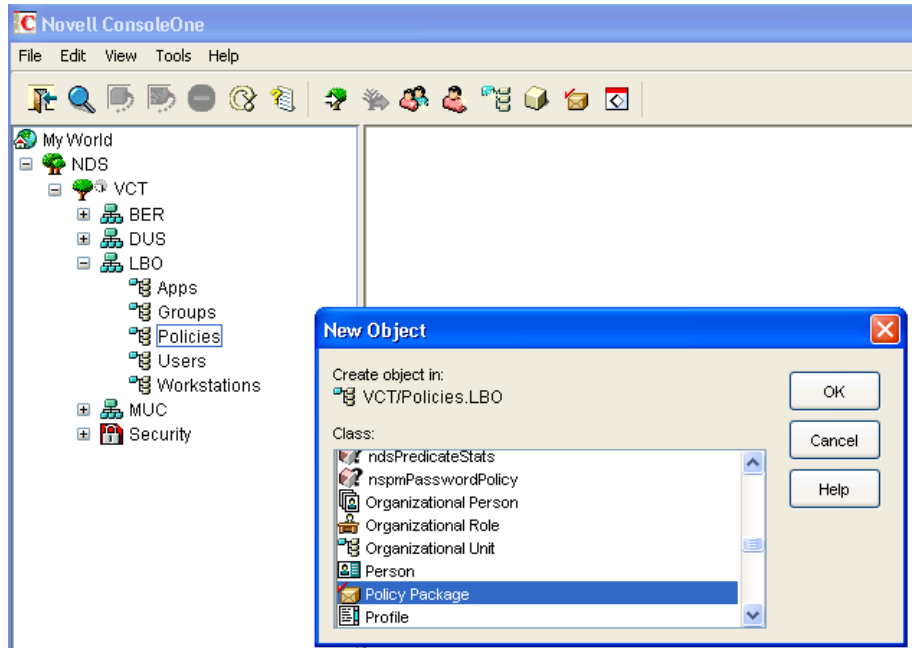 Novell ConsoleOne
File Edit View Tools Help
My World
NDS
VCT
BER
DUS
LBO
Apps
Groups
Policies
Users
Workstations
MUC
Security
New Object
Create object in:
VCT/Policies.LBO
Class:
ndsPredicateStats
nspmPasswordPolicy
Organizational Person
Organizational Role
Organizational Unit
Person
Policy Package
Profile
OK
Cancel
Help